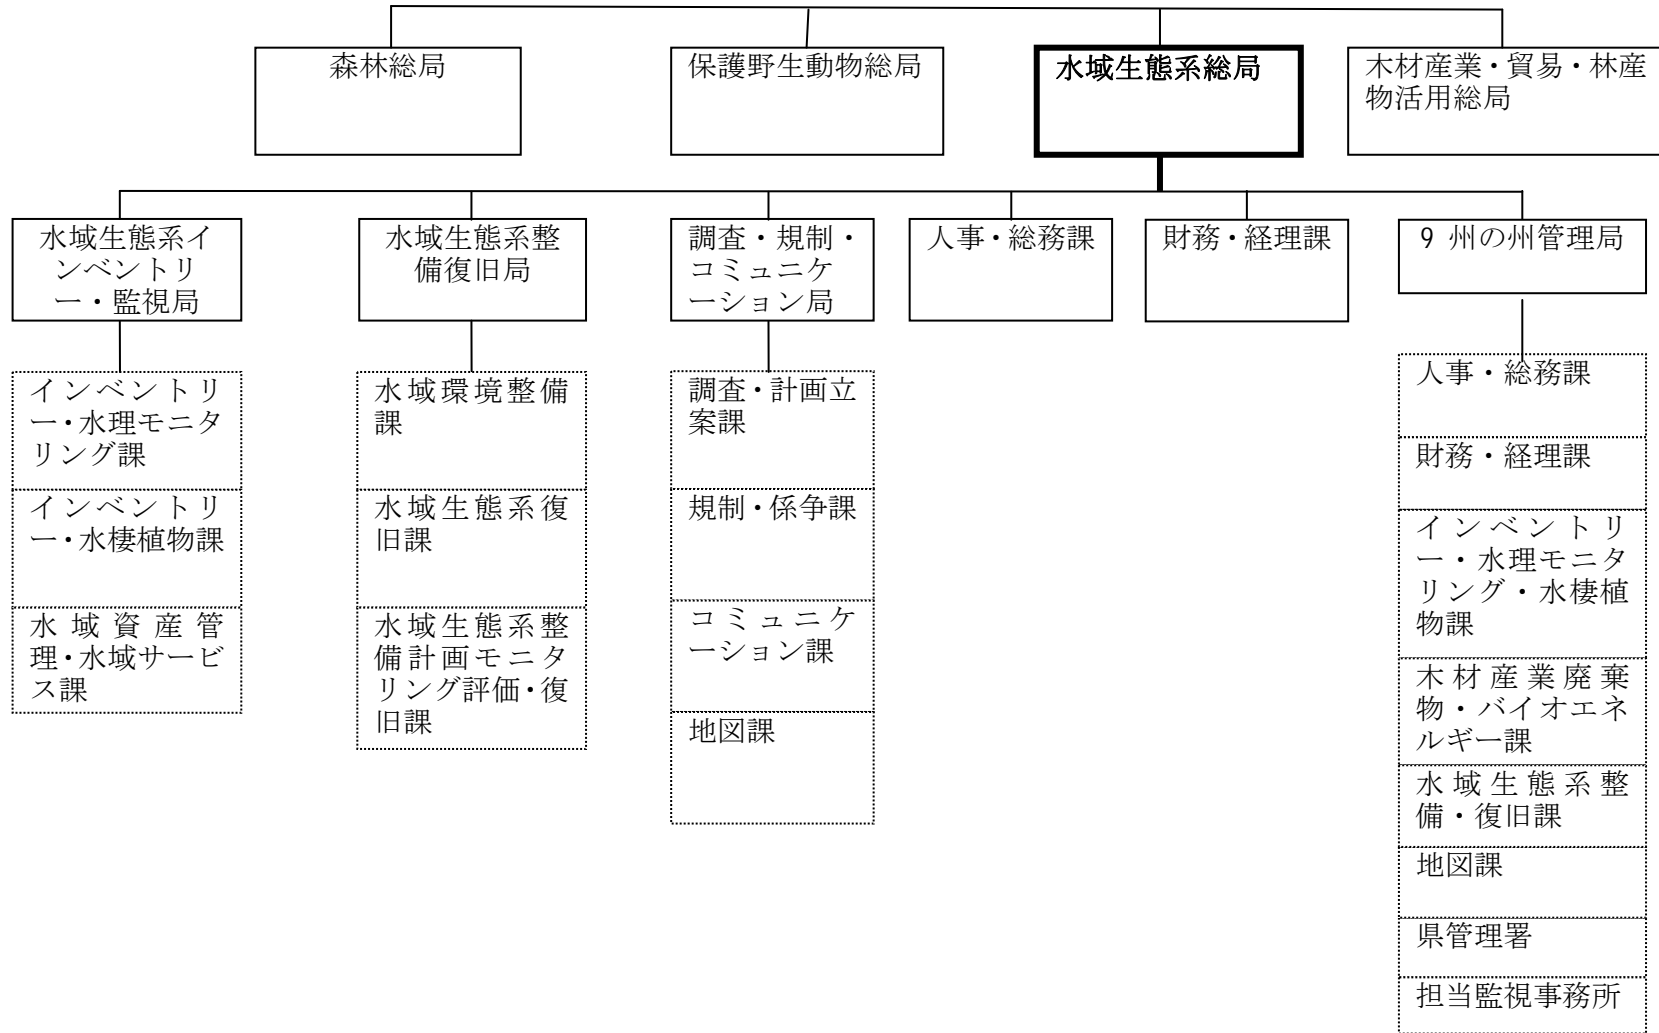 森林総局
保護野生動物総局
水域生態系総局
木材産業・貿易・林産
物活用総局
水域生態系イ
ンベントリ
ー・監視局
水域生態系整
備復旧局
調査・規制・
コミュニケ
ーション局
人事・総務課
財務・経理課
9 州の州管理局
インベントリ
ー・水理モニタ
リング課
インベントリ
ー・水棲植物課
水域資産管
理・水域サービ
ス課
水域環境整備
課
水域生態系復
旧課
水域生態系整
備計画モニタ
リング評価・復
旧課
調査・計画立
案課
規制・係争課
コミュニケ
ーション課
地図課
人事・総務課
財務・経理課
インベントリ
ー・水理モニタ
リング・水棲植
物課
木材産業廃棄
物・バイオエネ
ルギー課
水域生態系整
備・復旧課
地図課
県管理署
担当監視事務所